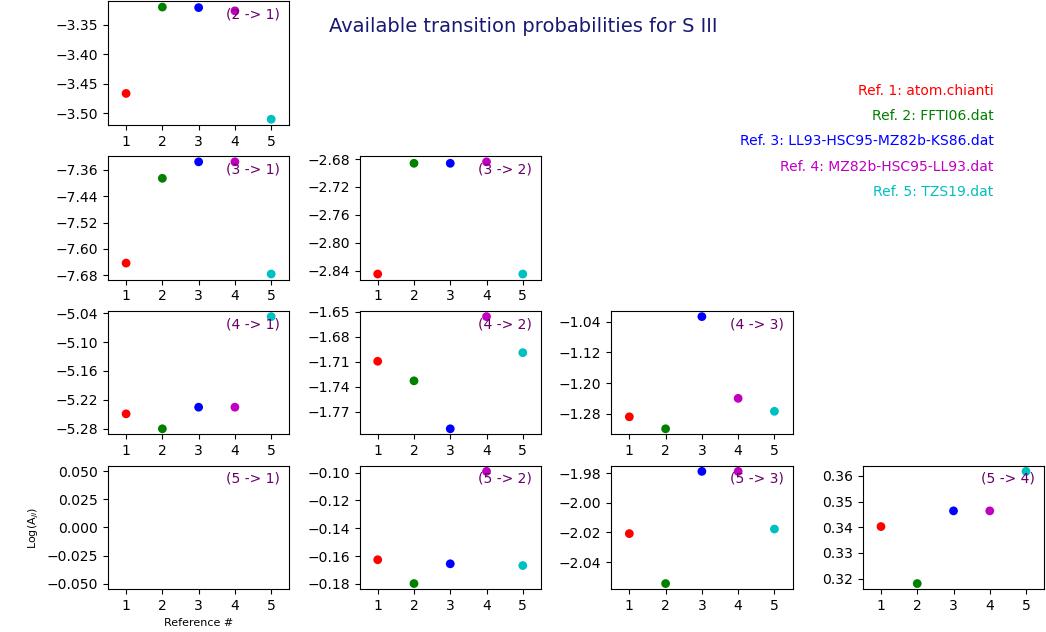 Available transition probabilities for S III
Ref. 1: atom.chianti
Ref. 2: FFTI06.dat
Ref. 3: LL93-HSC95-MZ82b-KS86.dat
Ref. 4: MZ82b-HSC95-LL93.dat
Ref. 5: TZS19.dat
(2 -> 1)
−3.35
−3.40
−3.45
−3.50
1 2 3 4 5
(3 -> 1)
−7.36
−7.44
−7.52
−7.60
−7.68
1 2 3 4 5
(3 -> 2)
−2.68
−2.72
−2.76
−2.80
−2.84
1 2 3 4 5
(4 -> 1)
−5.04
−5.10
−5.16
−5.22
−5.28
1 2 3 4 5
(4 -> 2)
−1.65
−1.68
−1.71
−1.74
−1.77
1 2 3 4 5
(4 -> 3)
−1.04
−1.12
−1.20
−1.28
1 2 3 4 5
(5 -> 1)
0.050
0.025
0.000
−0.025
−0.050
1 2 3 4 5
Log(Aji)
Reference #
(5 -> 2)
−0.10
−0.12
−0.14
−0.16
−0.18
1 2 3 4 5
(5 -> 3)
−1.98
−2.00
−2.02
−2.04
1 2 3 4 5
(5 -> 4)
0.36
0.35
0.34
0.33
0.32
1 2 3 4 5